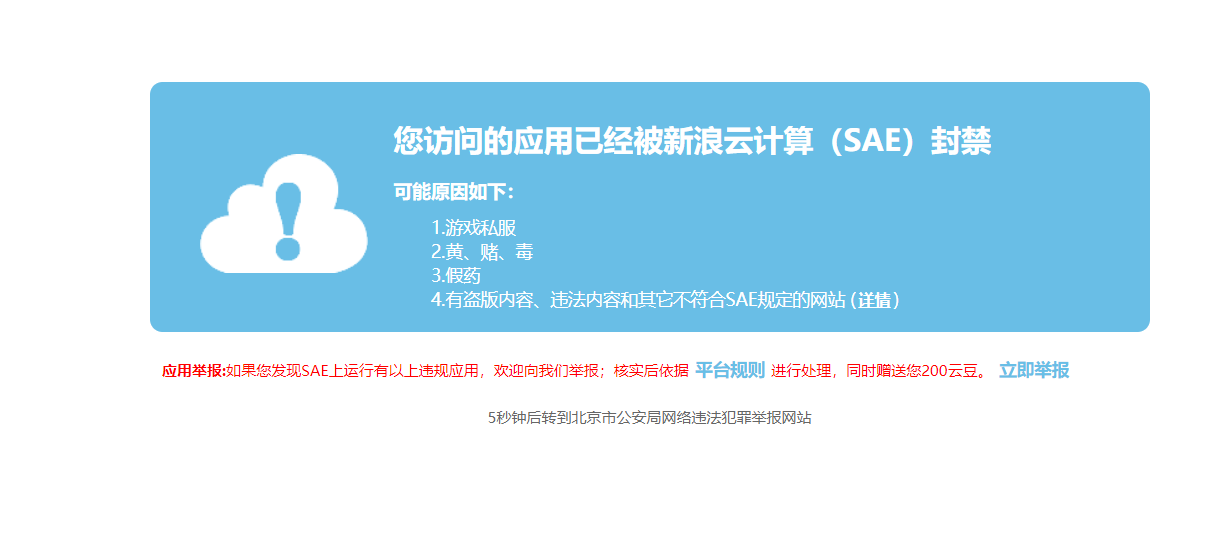 您访问的应用已经被新浪云计算（SAE）封禁
可能原因如下：
1.游戏私服
2.黄、赌、毒
3.假药
4.有盗版内容、违法内容和其它不符合SAE规定的网站 ( 详情 )
应用举报:如果您发现SAE上运行有以上违规应用，欢迎向我们举报；核实后依据 平台规则 进行处理，同时赠送您200云豆。 立即举报
5秒钟后转到北京市公安局网络违法犯罪举报网站